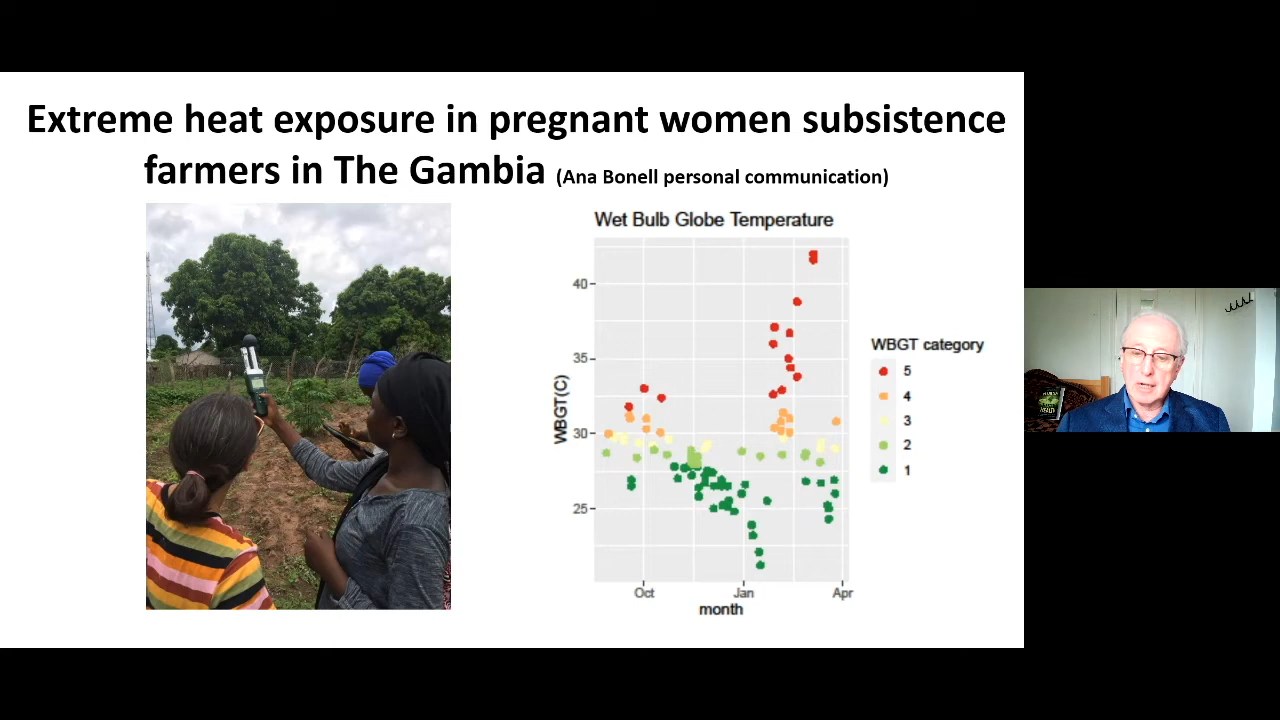 Extreme heat exposure in pregnant women subsistence
farmers in The Gambia (Ana Bonell personal communication)
Wet Bulb Globe Temperature
40
35
30
25
WBGT(C)
Oct
Jan
Apr
month
WBGT category
5
4
3
2
1